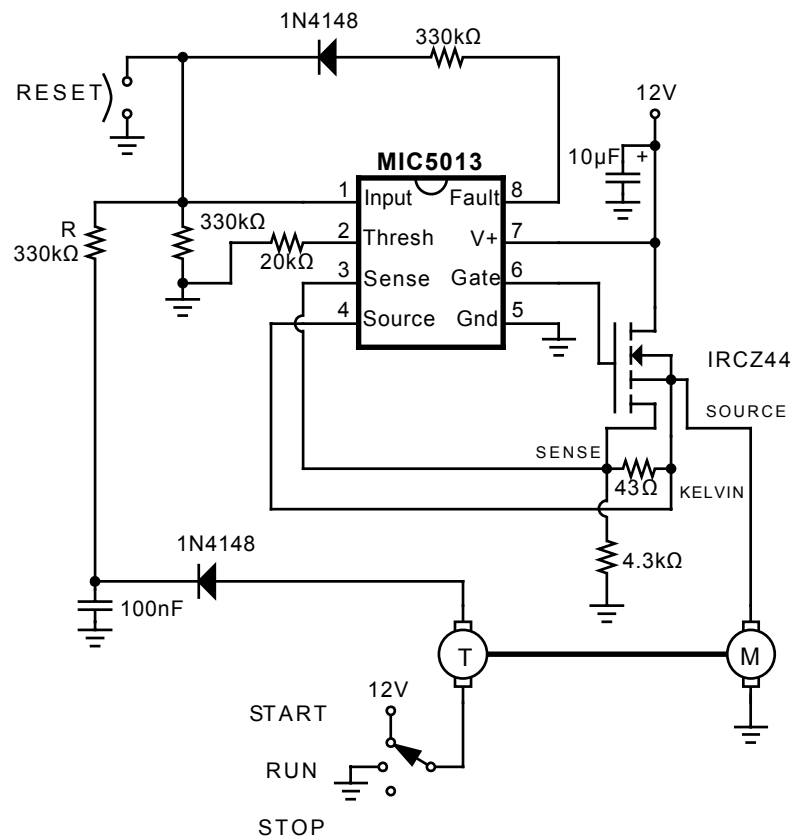 1N4148
330kΩ
RESET
12V
10µF +
MIC5013
1 Input Fault 8
R
330kΩ
330kΩ
2 Thresh V+ 7
20kΩ
3 Sense Gate 6
4 Source Gnd 5
IRCZ44
SOURCE
SENSE
43Ω
KELVIN
1N4148
4.3kΩ
100nF
T
M
12V
START
RUN
STOP